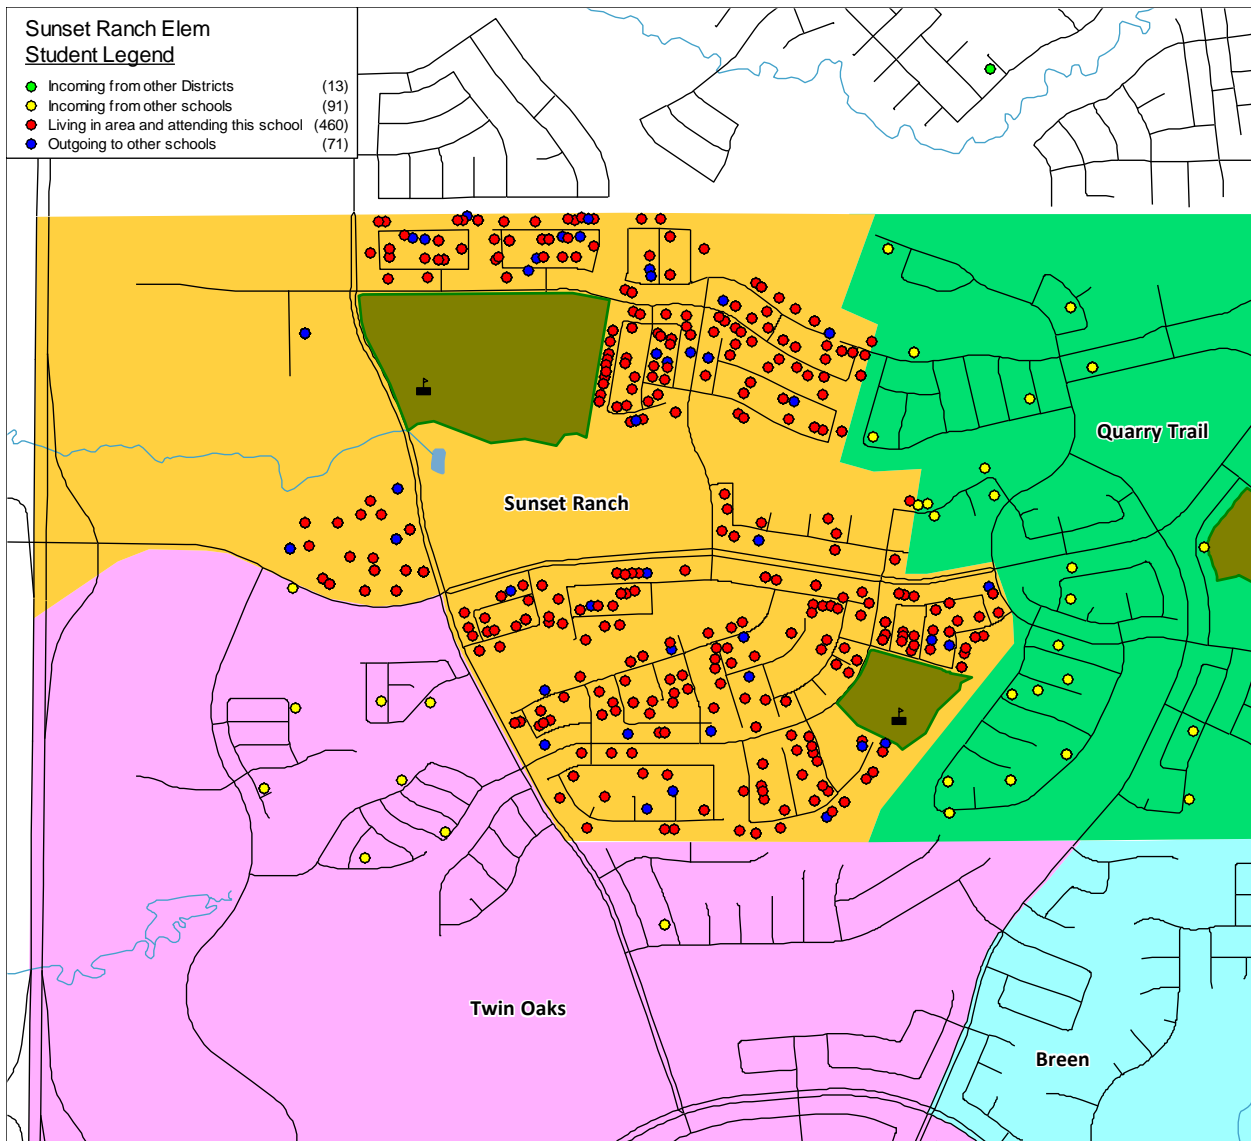 Sunset Ranch Elem
Student Legend
Incoming from other Districts (13)
Incoming from other schools (91)
Living in area and attending this school (460)
Outgoing to other schools (71)
Quarry Trail
Sunset Ranch
Twin Oaks
Breen